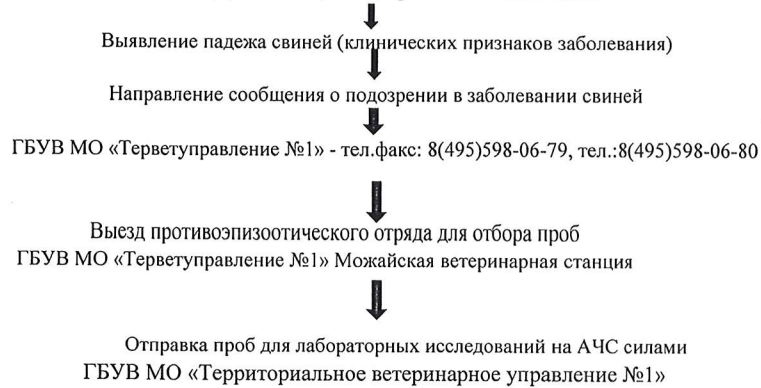 Выявление падежа свиней (клинических признаков заболевания)
Направление сообщения о подозрении в заболевании свиней
ГБУВ МО «Терветуправление №1» - тел.факс: 8(495)598-06-79, тел.:8(495)598-06-80
Выезд противоэпизоотического отряда для отбора проб
ГБУВ МО «Терветуправление №1» Можайская ветеринарная станция
Отправка проб для лабораторных исследований на АЧС силами
ГБУВ МО «Территориальное ветеринарное управление №1»